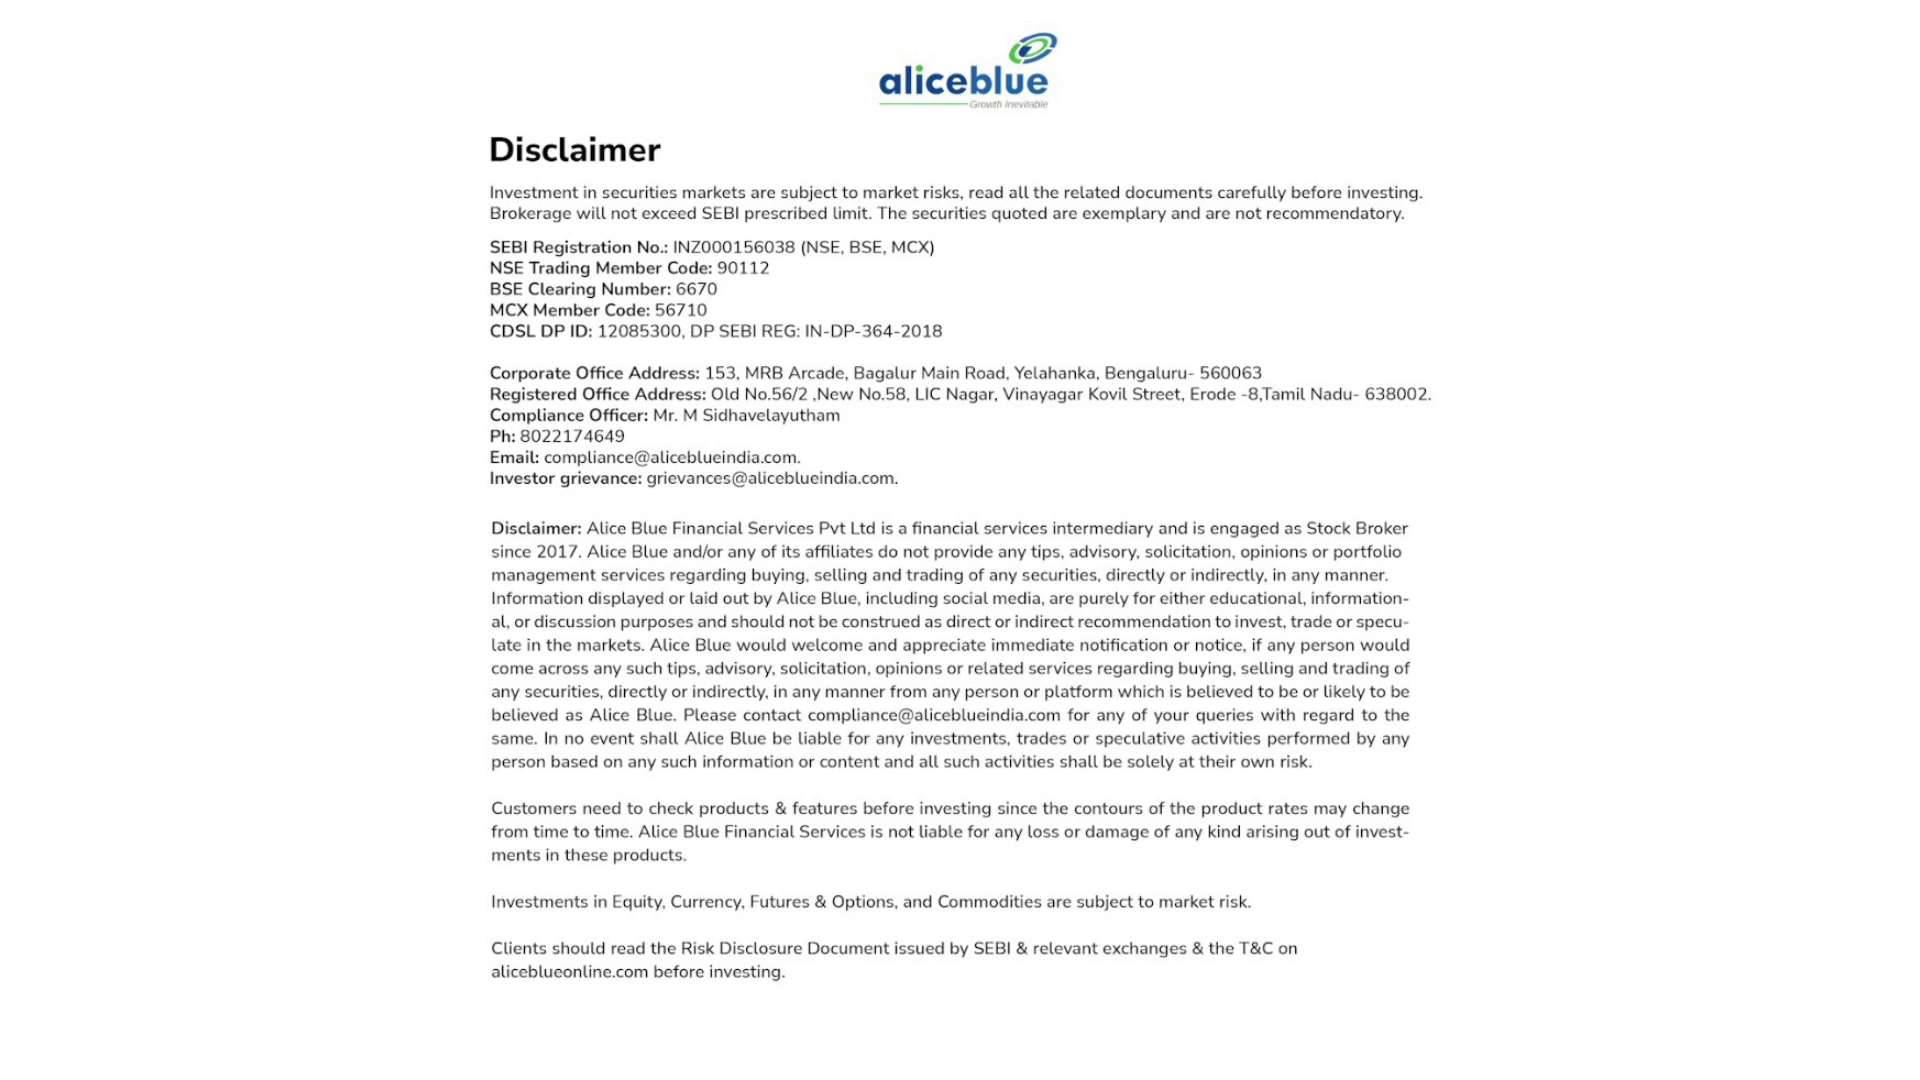 aliceblue
Growth Inevitable
Disclaimer
Investment in securities markets are subject to market risks, read all the related documents carefully before investing.
Brokerage will not exceed SEBI prescribed limit. The securities quoted are exemplary and are not recommendatory.
SEBI Registration No.: INZ000156038 (NSE, BSE, MCX)
NSE Trading Member Code: 90112
BSE Clearing Number: 6670
MCX Member Code: 56710
CDSL DP ID: 12085300, DP SEBI REG: IN-DP-364-2018
Corporate Office Address: 153, MRB Arcade, Bagalur Main Road, Yelahanka, Bengaluru- 560063
Registered Office Address: Old No.56/2 ,New No.58, LIC Nagar, Vinayagar Kovil Street, Erode -8,Tamil Nadu- 638002.
Compliance Officer: Mr. M Sidhavelayutham
Ph: 8022174649
Email: compliance@aliceblueindia.com.
Investor grievance: grievances@aliceblueindia.com.
Disclaimer: Alice Blue Financial Services Pvt Ltd is a financial services intermediary and is engaged as Stock Broker
since 2017. Alice Blue and/or any of its affiliates do not provide any tips, advisory, solicitation, opinions or portfolio
management services regarding buying, selling and trading of any securities, directly or indirectly, in any manner.
Information displayed or laid out by Alice Blue, including social media, are purely for either educational, information-
al, or discussion purposes and should not be construed as direct or indirect recommendation to invest, trade or specu-
late in the markets. Alice Blue would welcome and appreciate immediate notification or notice, if any person would
come across any such tips, advisory, solicitation, opinions or related services regarding buying, selling and trading of
any securities, directly or indirectly, in any manner from any person or platform which is believed to be or likely to be
believed as Alice Blue. Please contact compliance@aliceblueindia.com for any of your queries with regard to the
same. In no event shall Alice Blue be liable for any investments, trades or speculative activities performed by any
person based on any such information or content and all such activities shall be solely at their own risk.
Customers need to check products & features before investing since the contours of the product rates may change
from time to time. Alice Blue Financial Services is not liable for any loss or damage of any kind arising out of invest-
ments in these products.
Investments in Equity, Currency, Futures & Options, and Commodities are subject to market risk.
Clients should read the Risk Disclosure Document issued by SEBI & relevant exchanges & the T&C on
aliceblueonline.com before investing.